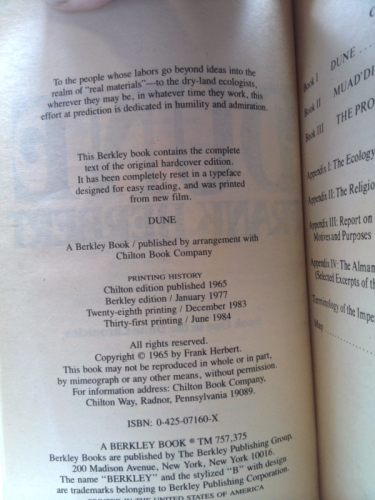 To the people whose labors go beyond ideas into the
realm of "real materials"—to the dry-land ecologists,
wherever they may be, in whatever time they work, this
effort at prediction is dedicated in humility and admiration.
This Berkley book contains the complete
text of the original hardcover edition.
It has been completely reset in a typeface
designed for easy reading, and was printed
from new film.
DUNE
A Berkley Book / published by arrangement with
Chilton Book Company
PRINTING HISTORY
Chilton edition published 1965
Berkley edition / January 1977
Twenty-eighth printing / December 1983
Thirty-first printing / June 1984
All rights reserved.
Copyright © 1965 by Frank Herbert.
This book may not be reproduced in whole or in part,
by mimeograph or any other means, without permission.
For information address: Chilton Book Company,
Chilton Way, Radnor, Pennsylvania 19089.
ISBN: 0-425-07160-X
A BERKLEY BOOK ® TM 757,375
Berkley Books are published by The Berkley Publishing Group,
200 Madison Avenue, New York, New York 10016.
The name "BERKLEY" and the stylized "B" with design
are trademarks belonging to Berkley Publishing Corporation.
PRINTED IN THE UNITED STATES OF AMERICA
Book I DUNE . . .
Book II MUAD'DI
Book III THE PRO
Appendix I: The Ecology
Appendix II: The Religio
Appendix III: Report on
Motives and Purposes
Appendix IV: The Alman
(Selected Excerpts of th
Terminology of the Impe
Map